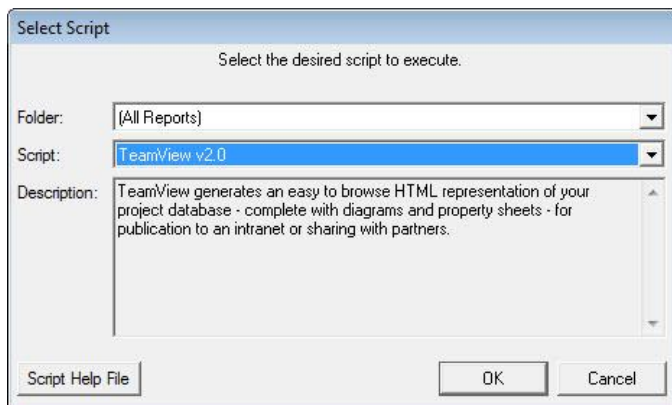 Select Script
Select the desired script to execute.
Folder: (All Reports)
Script: TeamView v2.0
Description: TeamView generates an easy to browse HTML representation of your
project database - complete with diagrams and property sheets - for
publication to an intranet or sharing with partners.
Script Help File OK Cancel